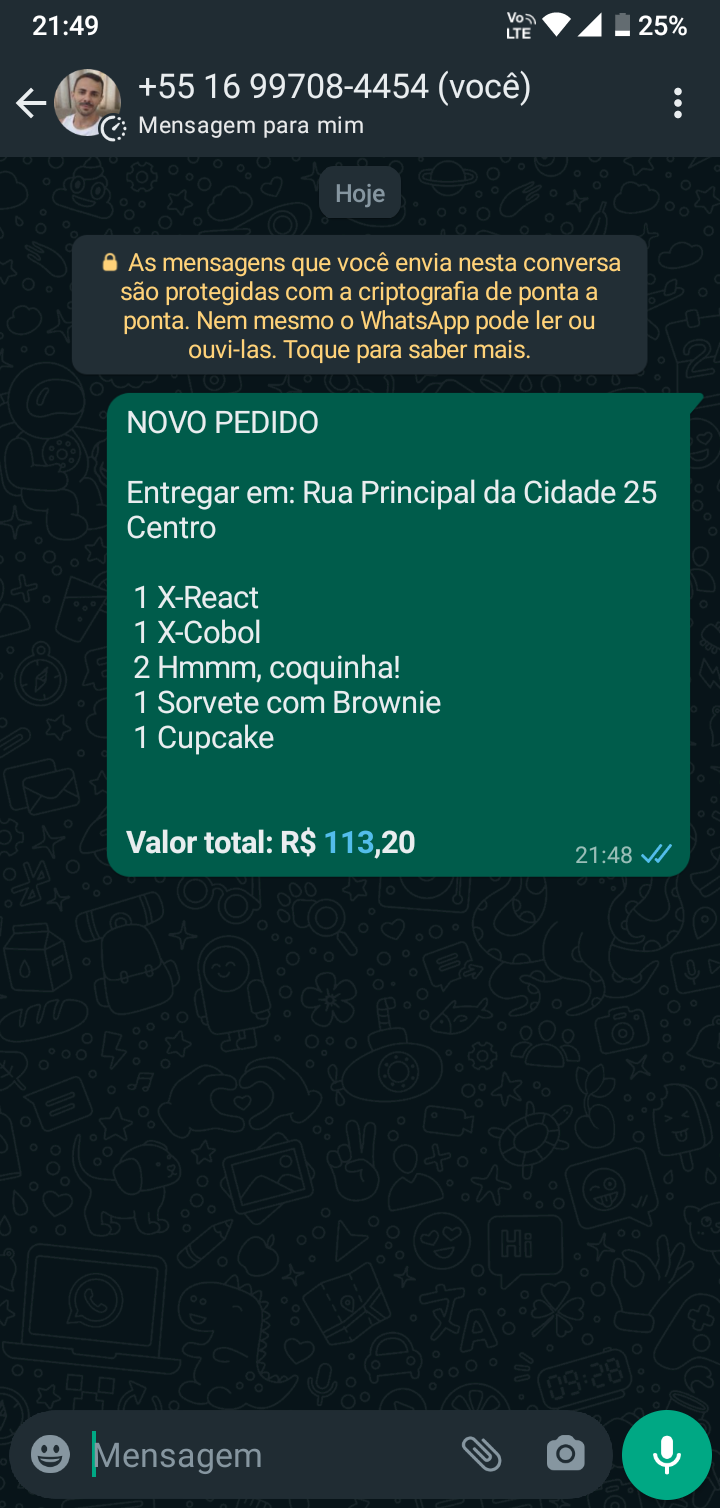 21:49
Vo
LTE
25%
+55 16 99708-4454 (você)
Mensagem para mim
Hoje
As mensagens que você envia nesta conversa
são protegidas com a criptografia de ponta a
ponta. Nem mesmo o WhatsApp pode ler ou
ouvi-las. Toque para saber mais.
NOVO PEDIDO
Entregar em: Rua Principal da Cidade 25
Centro
1 X-React
1 X-Cobol
2 Hmmm, coquinha!
1 Sorvete com Brownie
1 Cupcake
Valor total: R$ 113,20
21:48
Hi
09:28
Mensagem